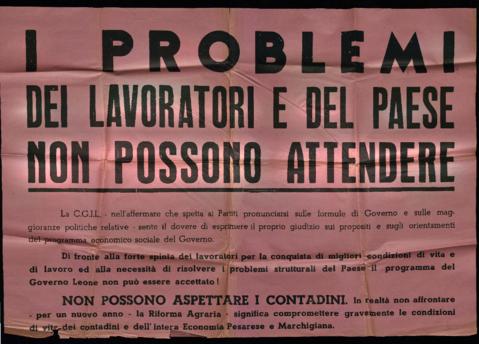 I PROBLEMI
DEI LAVORATORI E DEL PAESE
NON POSSONO ATTENDERE
La C.G.I.L. - nell'affermare che spetta ai Partiti pronunciarsi sulle formule di Governo e sulle mag-
gioranze politiche relative - sente il dovere di esprimere il proprio giudizio sui propositi e sugli orientamenti
del programma economico sociale del Governo.
Di fronte alla forte spinta dei lavoratori per la conquista di migliori condizioni di vita e
di lavoro ed alla necessità di risolvere i problemi strutturali del Paese il programma del
Governo Leone non può essere accettato!
NON POSSONO ASPETTARE I CONTADINI. In realtà non affrontare
- per un nuovo anno - la Riforma Agraria - significa compromettere gravemente le condizioni
di vita dei contadini e dell'intera Economia Pesarese e Marchigiana.